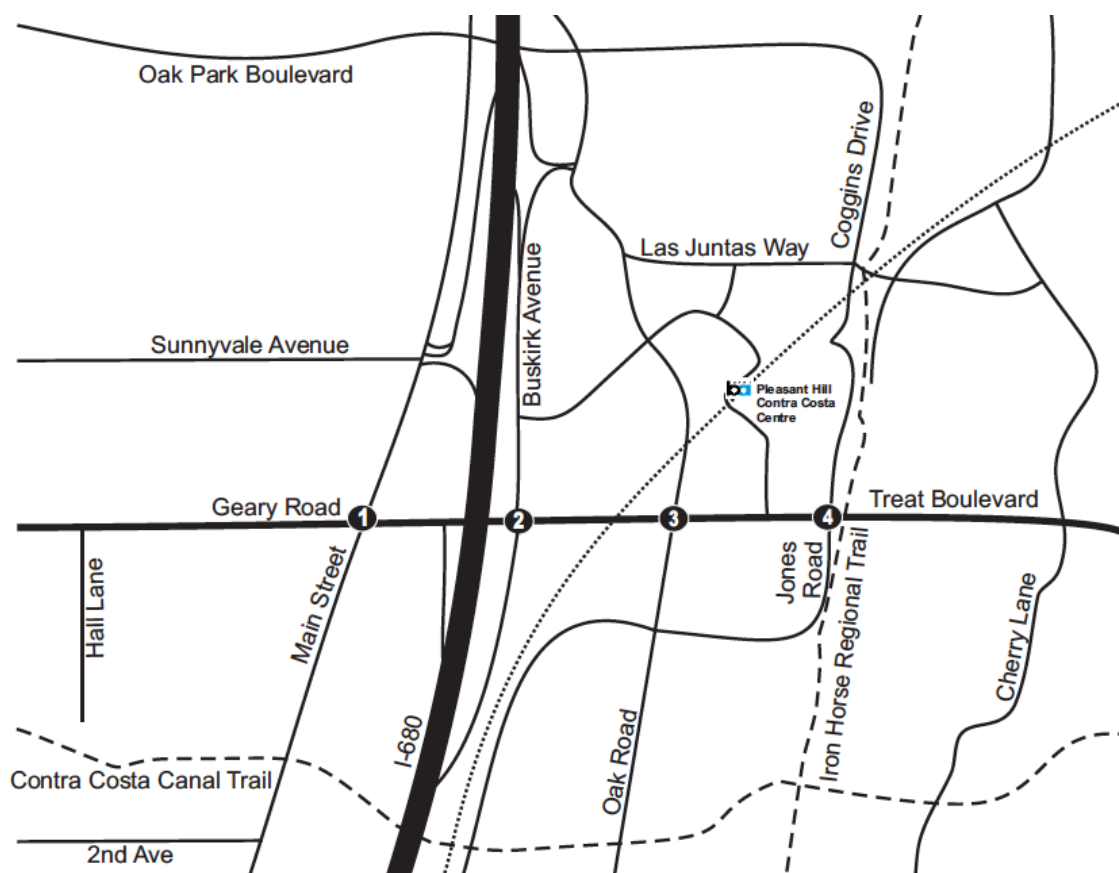 Oak Park Boulevard
Coggins Drive
Las Juntas Way
Buskirk Avenue
Sunnyvale Avenue
ba
Pleasant Hill
Contra Costa
Centre
Geary Road
1
2
3
4
Treat Boulevard
Hall Lane
Main Street
Jones
Road
Iron Horse Regional Trail
Cherry Lane
I-680
Oak Road
Contra Costa Canal Trail
2nd Ave